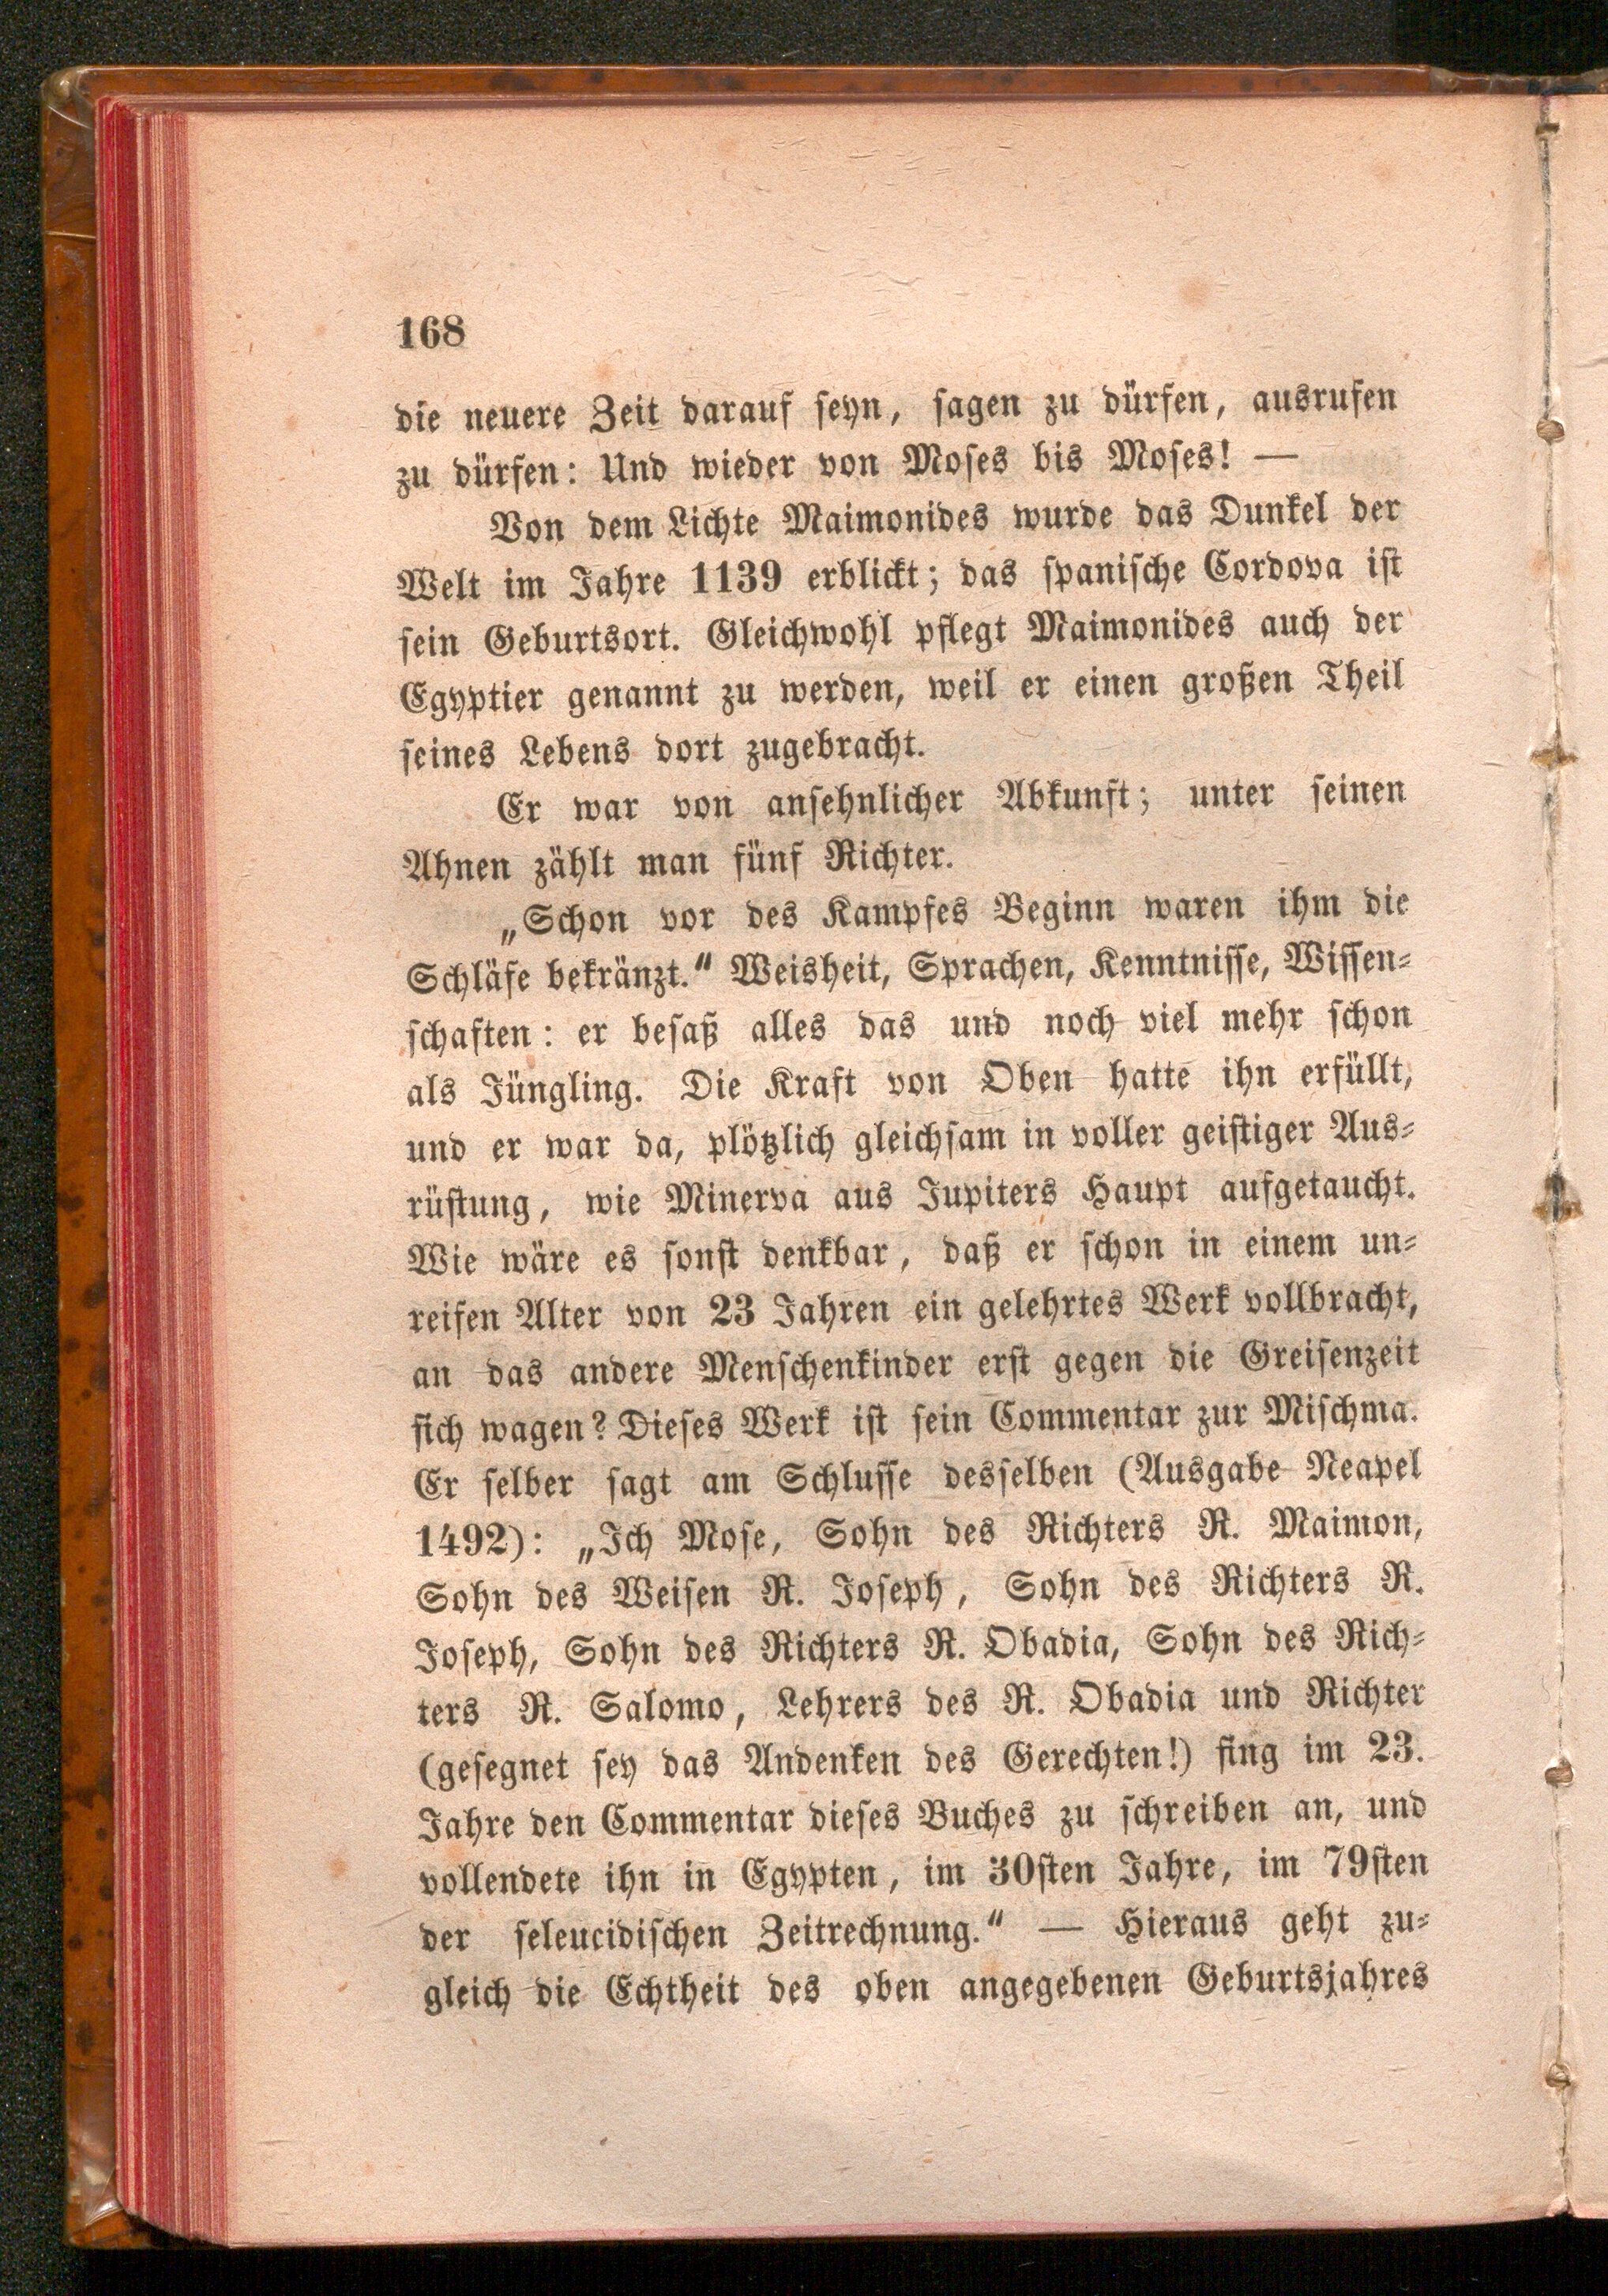 168
die neuere Zeit darauf seyn, sagen zu dürfen, ausrufen
zu dürfen: Und wieder von Moses bis Moses! —
Von dem Lichte Maimonides wurde das Dunkel der
Welt im Jahre 1139 erblickt; das spanische Cordova ist
sein Geburtsort. Gleichwohl pflegt Maimonides auch der
Egyptier genannt zu werden, weil er einen großen Theil
seines Lebens dort zugebracht.
Er war von ansehnlicher Abkunft; unter seinen
Ahnen zählt man fünf Richter.
„Schon vor des Kampfes Beginn waren ihm die
Schläfe bekränzt.“ Weisheit, Sprachen, Kenntnisse, Wissen-
schaften: er besaß alles das und noch viel mehr schon
als Jüngling. Die Kraft von Oben hatte ihn erfüllt,
und er war da, plötzlich gleichsam in voller geistiger Aus-
rüstung, wie Minerva aus Jupiters Haupt aufgetaucht.
Wie wäre es sonst denkbar, daß er schon in einem un-
reifen Alter von 23 Jahren ein gelehrtes Werk vollbracht,
an das andere Menschenkinder erst gegen die Greisenzeit
sich wagen? Dieses Werk ist sein Commentar zur Mischma.
Er selber sagt am Schlusse desselben (Ausgabe Neapel
1492): „Ich Mose, Sohn des Richters R. Maimon,
Sohn des Weisen R. Joseph, Sohn des Richters R.
Joseph, Sohn des Richters R. Obadia, Sohn des Rich-
ters R. Salomo, Lehrers des R. Obadia und Richter
(gesegnet sey das Andenken des Gerechten!) fing im 23.
Jahre den Commentar dieses Buches zu schreiben an, und
vollendete ihn in Egypten, im 30sten Jahre, im 79sten
der seleucidischen Zeitrechnung.“ — Hieraus geht zu-
gleich die Echtheit des oben angegebenen Geburtsjahres